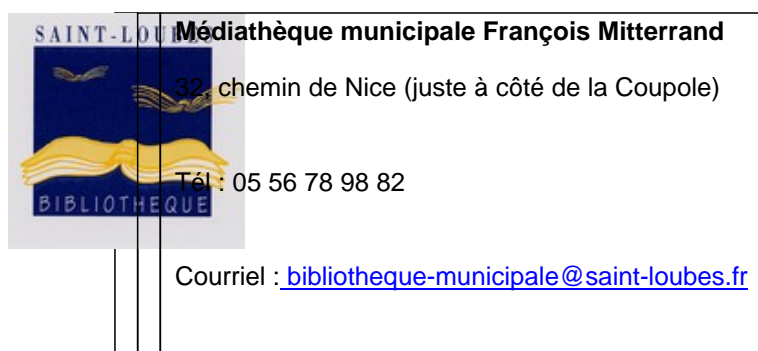 SAINT-LOUBES
Médiathèque municipale François Mitterrand
32, chemin de Nice (juste à côté de la Coupole)
Tél : 05 56 78 98 82
BIBLIOTHEQUE
Courriel : bibliotheque-municipale@saint-loubes.fr